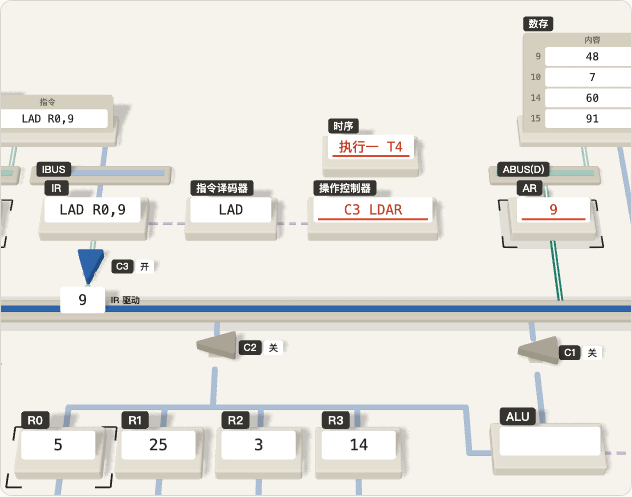 数存
内容
9 48
10 7
14 60
15 91
指令
LAD R0,9
时序
执行一 T4
IBUS
ABUS(D)
IR
LAD R0,9
指令译码器
LAD
操作控制器
C3 LDAR
AR
9
C3 开
9 IR 驱动
C2 关
C1 关
R0
5
R1
25
R2
3
R3
14
ALU